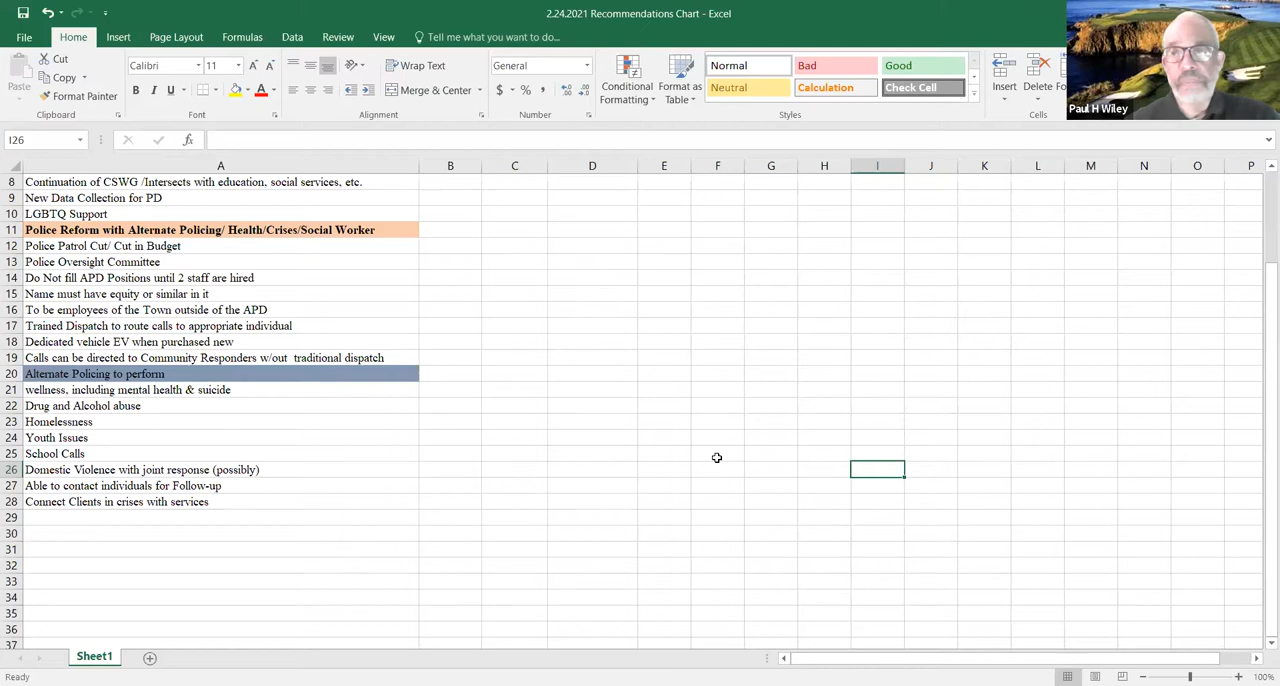 2.24.2021 Recommendations Chart - Excel
File Home Insert Page Layout Formulas Data Review View Tell me what you want to do...
Paste
Cut
Copy
Format Painter
Clipboard
Calibri 11
B I U A
Font
Wrap Text
Merge & Center
Alignment
General
$ % ,
Number
Conditional Formatting
Format as Table
Normal Bad Good
Neutral Calculation Check Cell
Styles
Insert Delete
Cells
Paul H Wiley
I26 fx
A B C D E F G H I J K L M N O P
8 Continuation of CSWG /Intersects with education, social services, etc.
9 New Data Collection for PD
10 LGBTQ Support
11 Police Reform with Alternate Policing/ Health/Crises/Social Worker
12 Police Patrol Cut/ Cut in Budget
13 Police Oversight Committee
14 Do Not fill APD Positions until 2 staff are hired
15 Name must have equity or similar in it
16 To be employees of the Town outside of the APD
17 Trained Dispatch to route calls to appropriate individual
18 Dedicated vehicle EV when purchased new
19 Calls can be directed to Community Responders w/out traditional dispatch
20 Alternate Policing to perform
21 wellness, including mental health & suicide
22 Drug and Alcohol abuse
23 Homelessness
24 Youth Issues
25 School Calls
26 Domestic Violence with joint response (possibly)
27 Able to contact individuals for Follow-up
28 Connect Clients in crises with services
29
30
31
32
33
34
35
36
37
Sheet1
Ready
100%